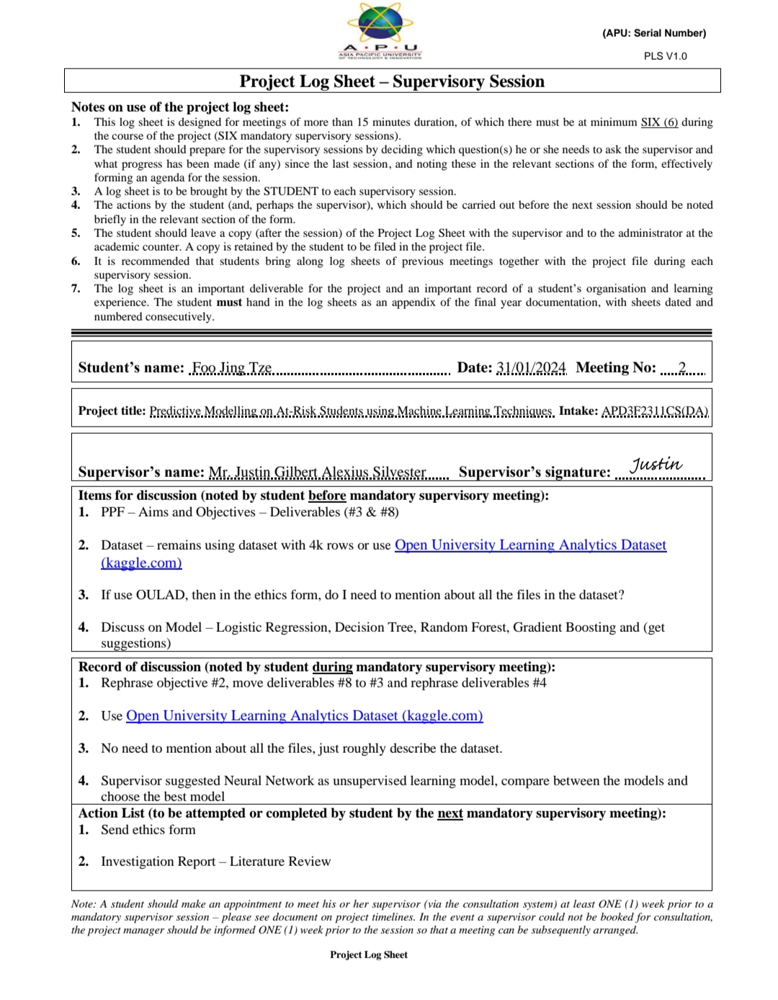 A · P · U
ASIA PACIFIC UNIVERSITY
OF TECHNOLOGY & INNOVATION
(APU: Serial Number)
PLS V1.0
Project Log Sheet – Supervisory Session
Notes on use of the project log sheet:
1. This log sheet is designed for meetings of more than 15 minutes duration, of which there must be at minimum SIX (6) during
the course of the project (SIX mandatory supervisory sessions).
2. The student should prepare for the supervisory sessions by deciding which question(s) he or she needs to ask the supervisor and
what progress has been made (if any) since the last session, and noting these in the relevant sections of the form, effectively
forming an agenda for the session.
3. A log sheet is to be brought by the STUDENT to each supervisory session.
4. The actions by the student (and, perhaps the supervisor), which should be carried out before the next session should be noted
briefly in the relevant section of the form.
5. The student should leave a copy (after the session) of the Project Log Sheet with the supervisor and to the administrator at the
academic counter. A copy is retained by the student to be filed in the project file.
6. It is recommended that students bring along log sheets of previous meetings together with the project file during each
supervisory session.
7. The log sheet is an important deliverable for the project and an important record of a student's organisation and learning
experience. The student must hand in the log sheets as an appendix of the final year documentation, with sheets dated and
numbered consecutively.
Student's name: Foo Jing Tze Date: 31/01/2024 Meeting No: 2
Project title: Predictive Modelling on At-Risk Students using Machine Learning Techniques Intake: APD3F2311CS(DA)
Supervisor's name: Mr. Justin Gilbert Alexius Silvester Supervisor's signature: Justin
Items for discussion (noted by student before mandatory supervisory meeting):
1. PPF – Aims and Objectives – Deliverables (#3 & #8)
2. Dataset – remains using dataset with 4k rows or use Open University Learning Analytics Dataset
(kaggle.com)
3. If use OULAD, then in the ethics form, do I need to mention about all the files in the dataset?
4. Discuss on Model – Logistic Regression, Decision Tree, Random Forest, Gradient Boosting and (get
suggestions)
Record of discussion (noted by student during mandatory supervisory meeting):
1. Rephrase objective #2, move deliverables #8 to #3 and rephrase deliverables #4
2. Use Open University Learning Analytics Dataset (kaggle.com)
3. No need to mention about all the files, just roughly describe the dataset.
4. Supervisor suggested Neural Network as unsupervised learning model, compare between the models and
choose the best model
Action List (to be attempted or completed by student by the next mandatory supervisory meeting):
1. Send ethics form
2. Investigation Report – Literature Review
Note: A student should make an appointment to meet his or her supervisor (via the consultation system) at least ONE (1) week prior to a
mandatory supervisor session – please see document on project timelines. In the event a supervisor could not be booked for consultation,
the project manager should be informed ONE (1) week prior to the session so that a meeting can be subsequently arranged.
Project Log Sheet